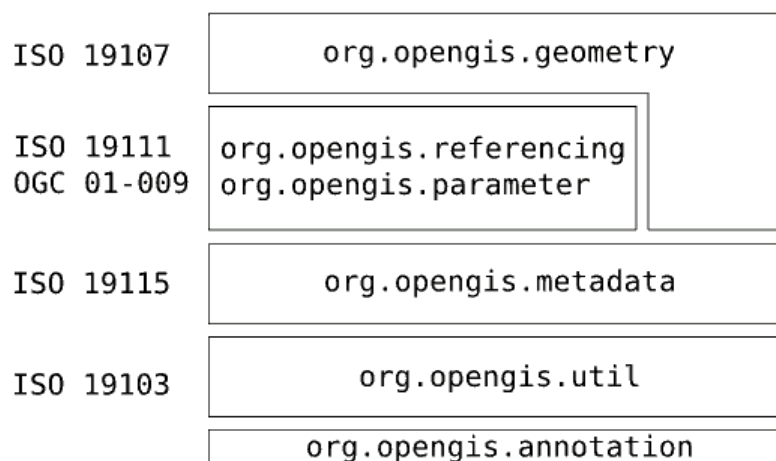 ISO 19107 org.opengis.geometry
ISO 19111 org.opengis.referencing
OGC 01-009 org.opengis.parameter
ISO 19115 org.opengis.metadata
ISO 19103 org.opengis.util
org.opengis.annotation